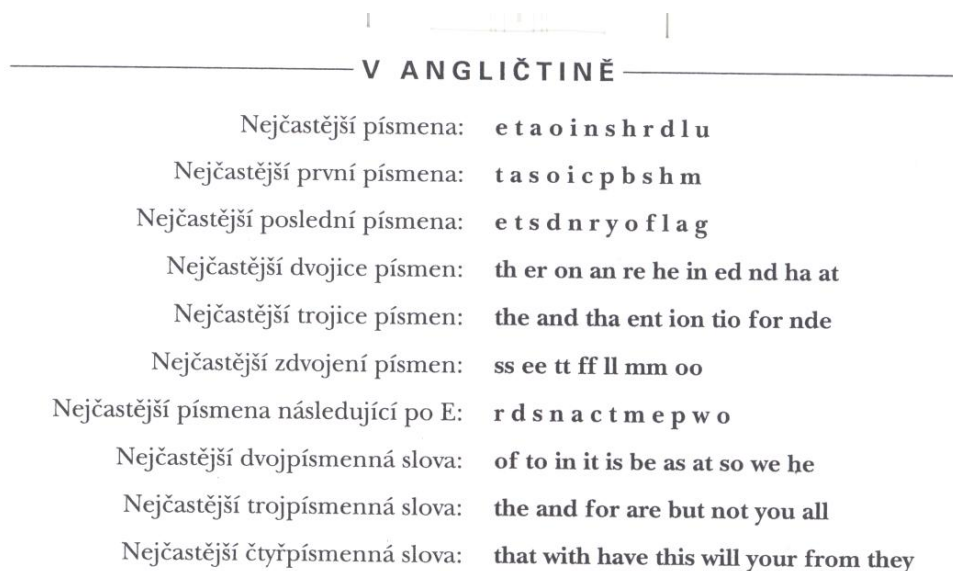 V ANGLIČTINĚ
Nejčastější písmena: e t a o i n s h r d l u
Nejčastější první písmena: t a s o i c p b s h m
Nejčastější poslední písmena: e t s d n r y o f l a g
Nejčastější dvojice písmen: th er on an re he in ed nd ha at
Nejčastější trojice písmen: the and tha ent ion tio for nde
Nejčastější zdvojení písmen: ss ee tt ff ll mm oo
Nejčastější písmena následující po E: r d s n a c t m e p w o
Nejčastější dvojpísmenná slova: of to in it is be as at so we he
Nejčastější trojpísmenná slova: the and for are but not you all
Nejčastější čtyřpísmenná slova: that with have this will your from they